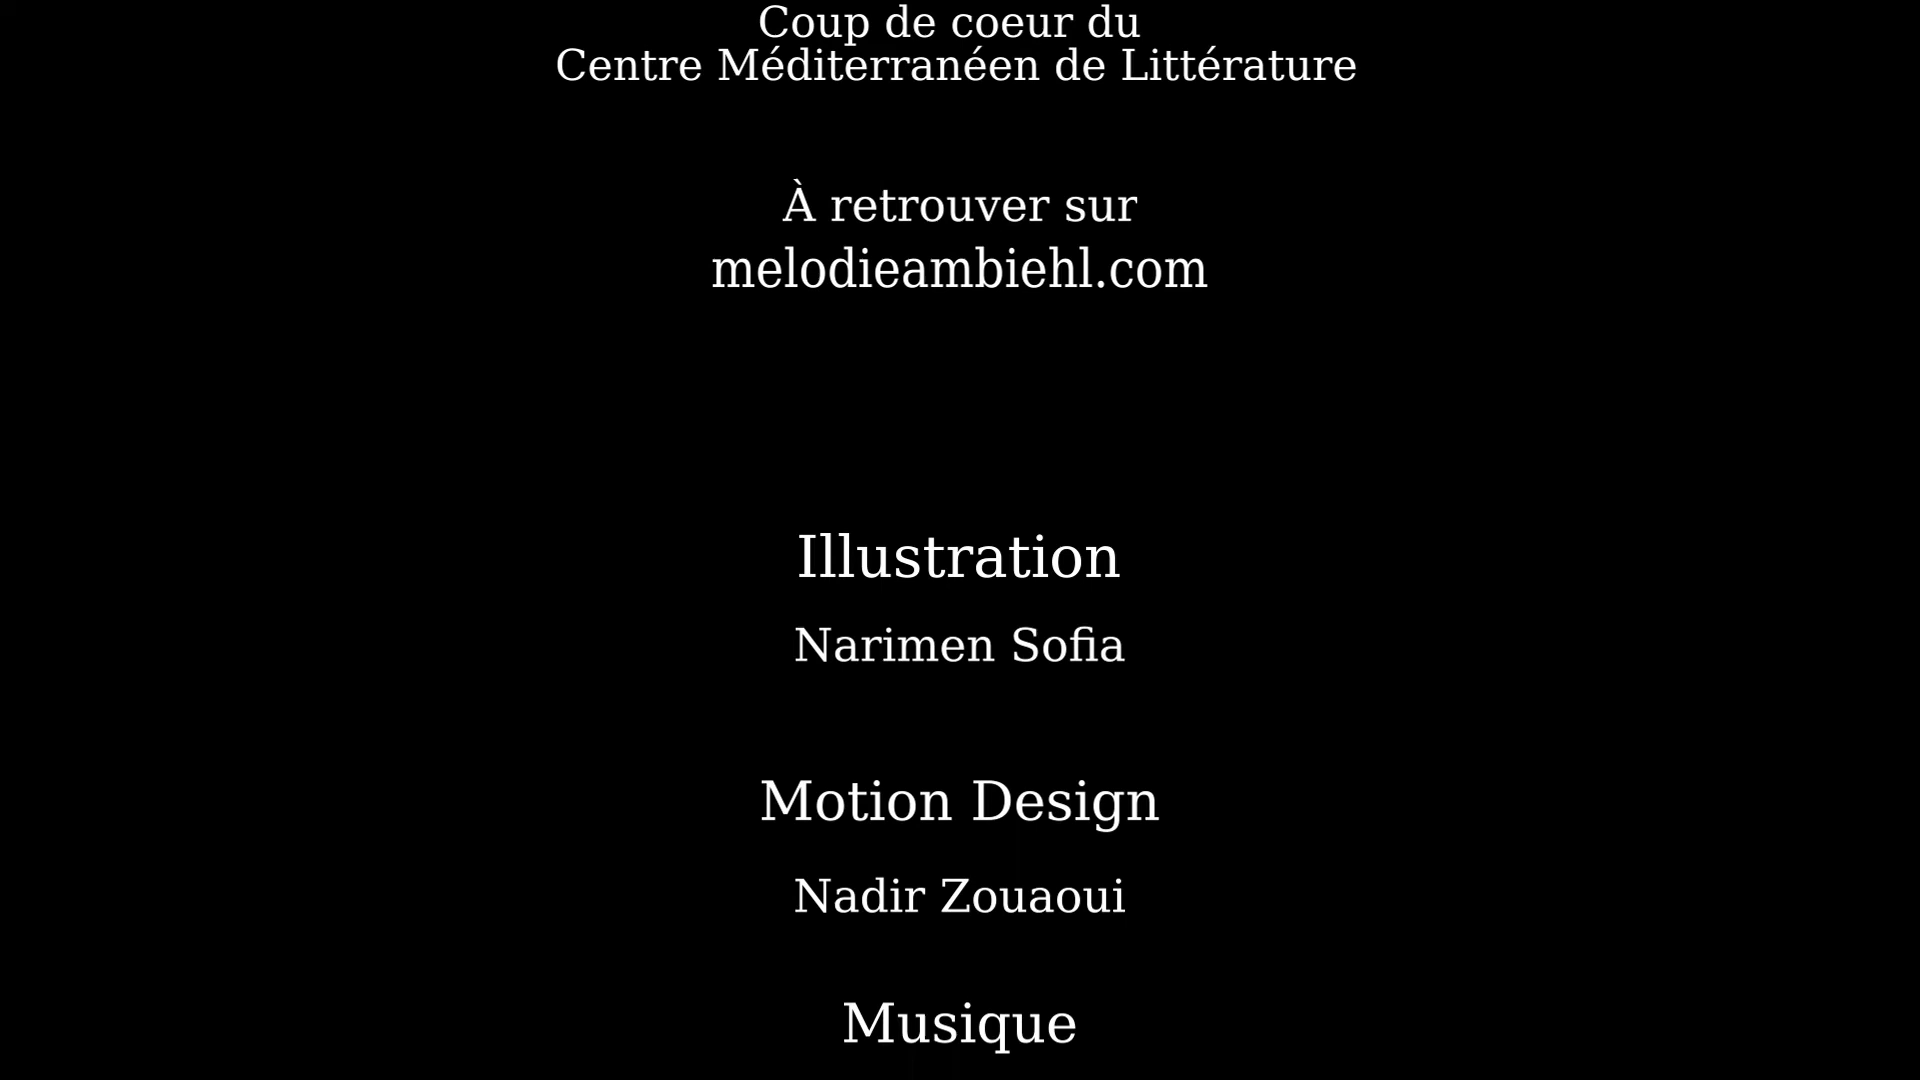 Coup de coeur du
Centre Méditerranéen de Littérature
À retrouver sur
melodieambiehl.com
Illustration
Narimen Sofia
Motion Design
Nadir Zouaoui
Musique